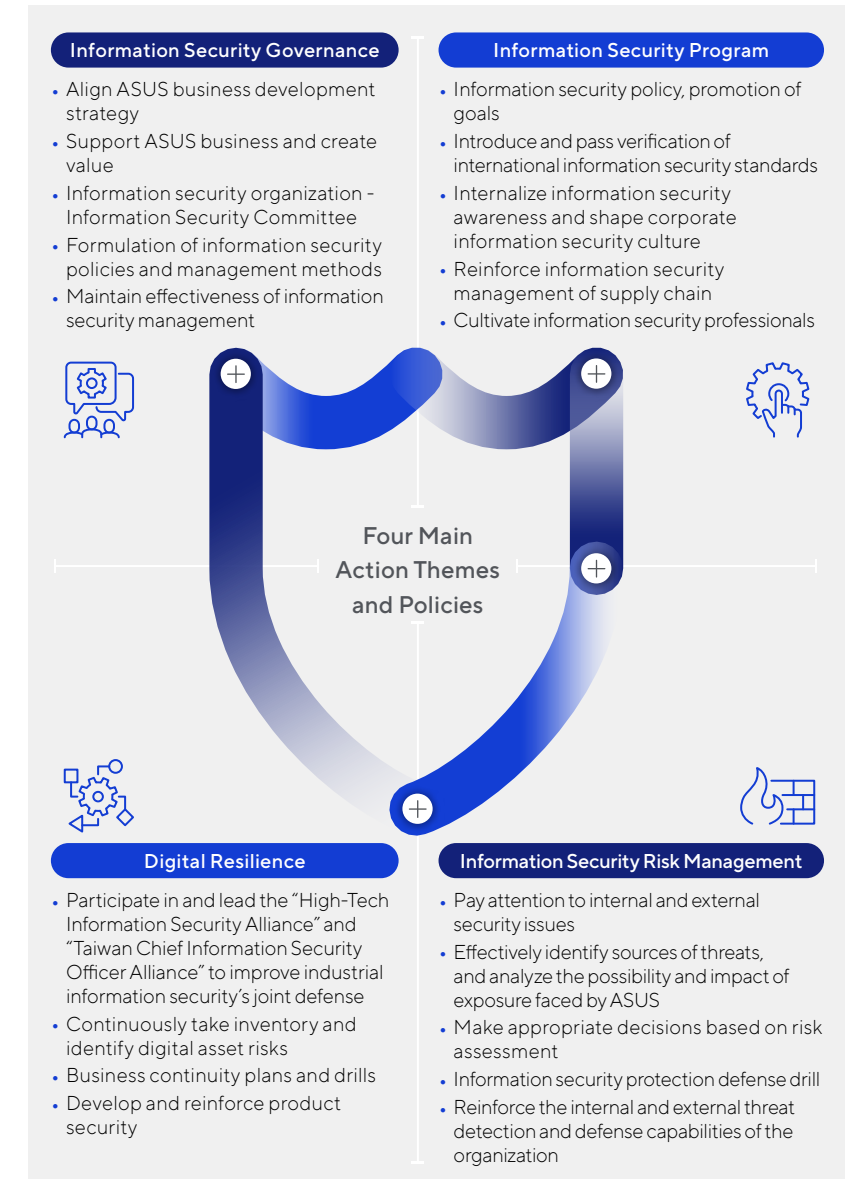 Information Security Governance
• Align ASUS business development
strategy
• Support ASUS business and create
value
• Information security organization -
Information Security Committee
• Formulation of information security
policies and management methods
• Maintain effectiveness of information
security management
Information Security Program
• Information security policy, promotion of
goals
• Introduce and pass verification of
international information security standards
• Internalize information security
awareness and shape corporate
information security culture
• Reinforce information security
management of supply chain
• Cultivate information security professionals
Four Main
Action Themes
and Policies
Digital Resilience
• Participate in and lead the “High-Tech
Information Security Alliance” and
“Taiwan Chief Information Security
Officer Alliance” to improve industrial
information security’s joint defense
• Continuously take inventory and
identify digital asset risks
• Business continuity plans and drills
• Develop and reinforce product
security
Information Security Risk Management
• Pay attention to internal and external
security issues
• Effectively identify sources of threats,
and analyze the possibility and impact of
exposure faced by ASUS
• Make appropriate decisions based on risk
assessment
• Information security protection defense drill
• Reinforce the internal and external threat
detection and defense capabilities of the
organization